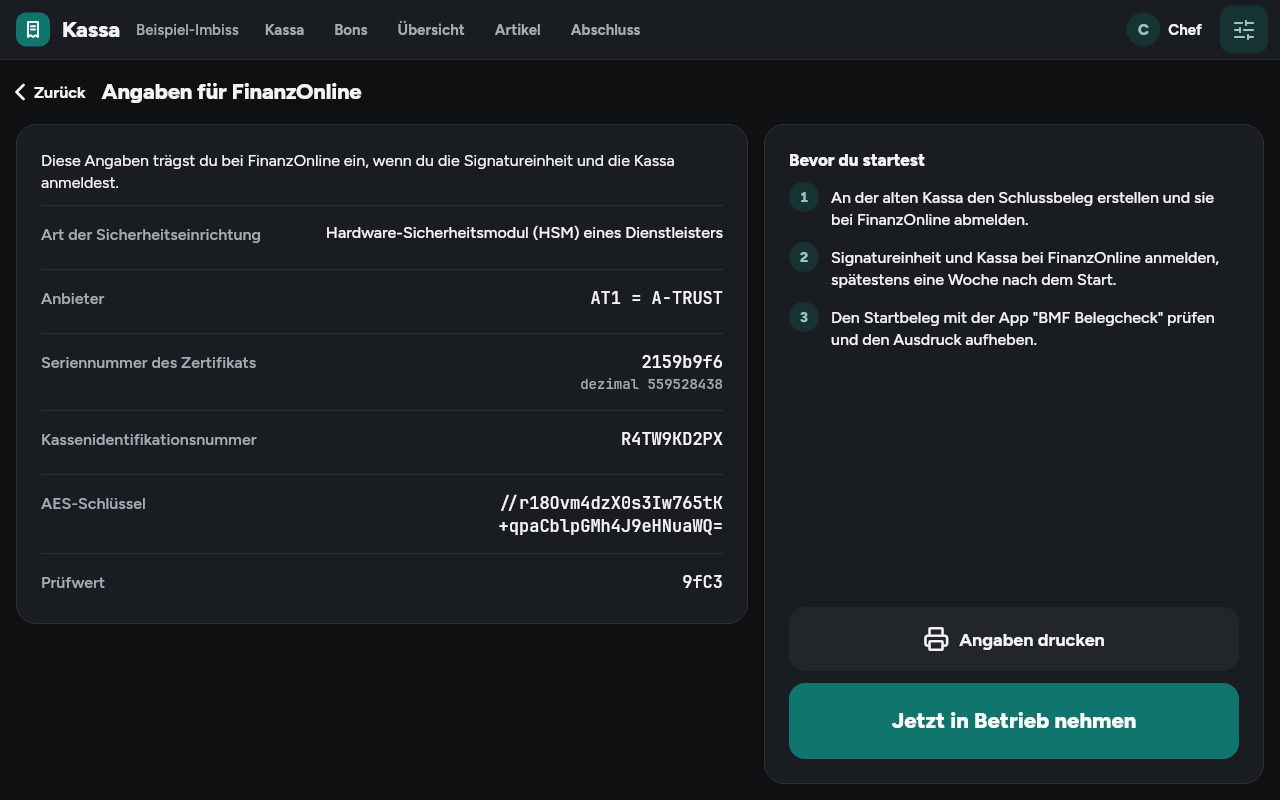 Kassa
Beispiel-Imbiss
Kassa
Bons
Übersicht
Artikel
Abschluss
C
Chef
Zurück
Angaben für FinanzOnline
Diese Angaben trägst du bei FinanzOnline ein, wenn du die Signatureinheit und die Kassa
anmeldest.
Art der Sicherheitseinrichtung
Hardware-Sicherheitsmodul (HSM) eines Dienstleisters
Anbieter
AT1 = A-TRUST
Seriennummer des Zertifikats
2159b9f6
dezimal 559528438
Kassenidentifikationsnummer
R4TW9KD2PX
AES-Schlüssel
//r18Ovm4dzX0s3Iw765tK
+qpaCblpGMh4J9eHNuaWQ=
Prüfwert
9fC3
Bevor du startest
1
An der alten Kassa den Schlussbeleg erstellen und sie
bei FinanzOnline abmelden.
2
Signatureinheit und Kassa bei FinanzOnline anmelden,
spätestens eine Woche nach dem Start.
3
Den Startbeleg mit der App "BMF Belegcheck" prüfen
und den Ausdruck aufheben.
Angaben drucken
Jetzt in Betrieb nehmen